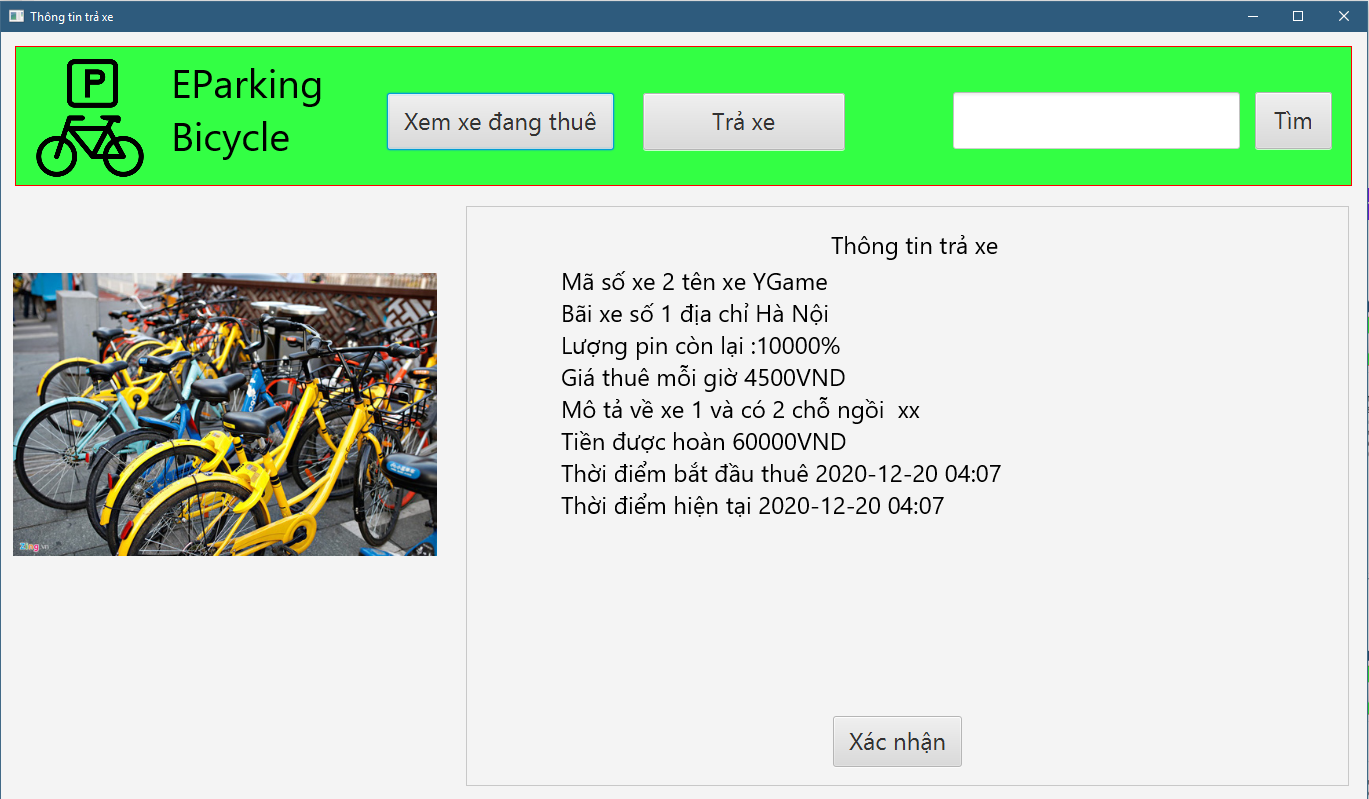 Thông tin trả xe
P
EParking
Bicycle
Xem xe đang thuê
Trả xe
Tìm
Thông tin trả xe
Mã số xe 2 tên xe YGame
Bãi xe số 1 địa chỉ Hà Nội
Lượng pin còn lại :10000%
Giá thuê mỗi giờ 4500VND
Mô tả về xe 1 và có 2 chỗ ngồi  xx
Tiền được hoàn 60000VND
Thời điểm bắt đầu thuê 2020-12-20 04:07
Thời điểm hiện tại 2020-12-20 04:07
Zing.vn
Xác nhận